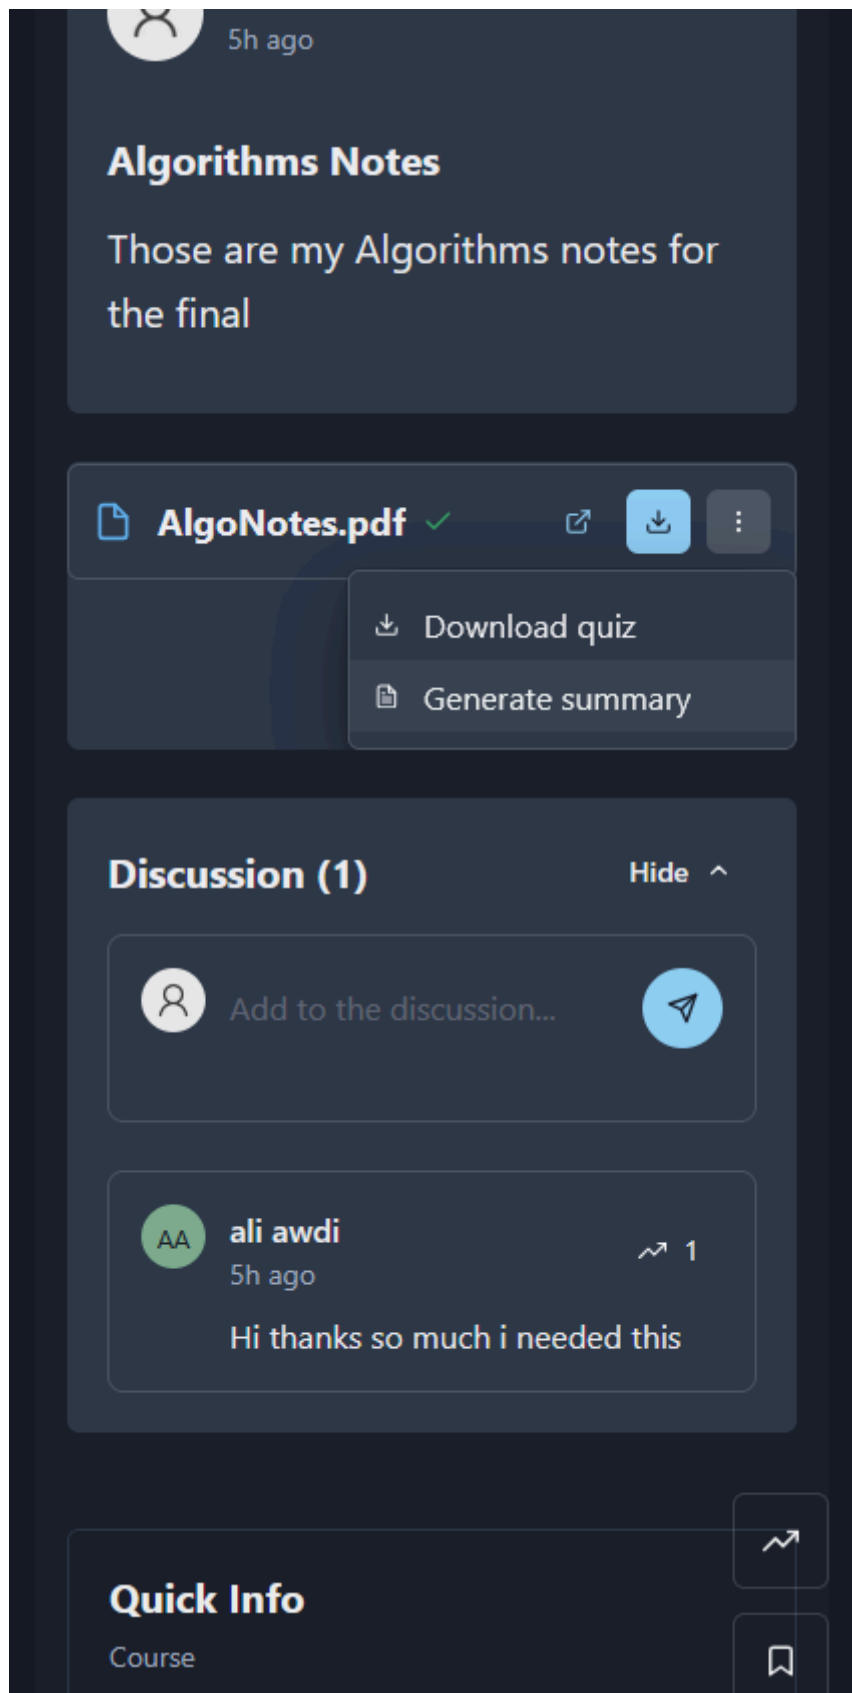 5h ago
Algorithms Notes
Those are my Algorithms notes for
the final
AlgoNotes.pdf
Download quiz
Generate summary
Discussion (1)
Hide
Add to the discussion...
AA
ali awdi
5h ago
1
Hi thanks so much i needed this
Quick Info
Course